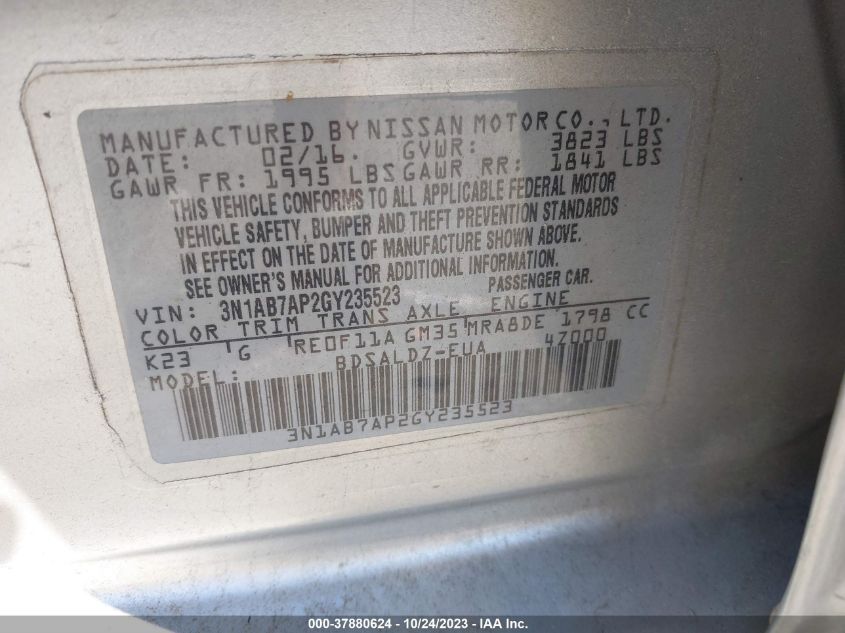 MANUFACTURED BY NISSAN MOTOR CO., LTD.
DATE: 02/16. GVWR: 3823 LBS
GAWR FR: 1995 LBS GAWR RR: 1841 LBS
THIS VEHICLE CONFORMS TO ALL APPLICABLE FEDERAL MOTOR
VEHICLE SAFETY, BUMPER AND THEFT PREVENTION STANDARDS
IN EFFECT ON THE DATE OF MANUFACTURE SHOWN ABOVE.
SEE OWNER'S MANUAL FOR ADDITIONAL INFORMATION.
VIN: 3N1AB7AP2GY235523 PASSENGER CAR.
COLOR TRIM TRANS AXLE ENGINE
K23 G RE0F11A GM35 MRA8DE 1798 CC
MODEL: BDSALDZ-EUA 4Z000
3N1AB7AP2GY235523
000-37880624 - 10/24/2023 - IAAI.com